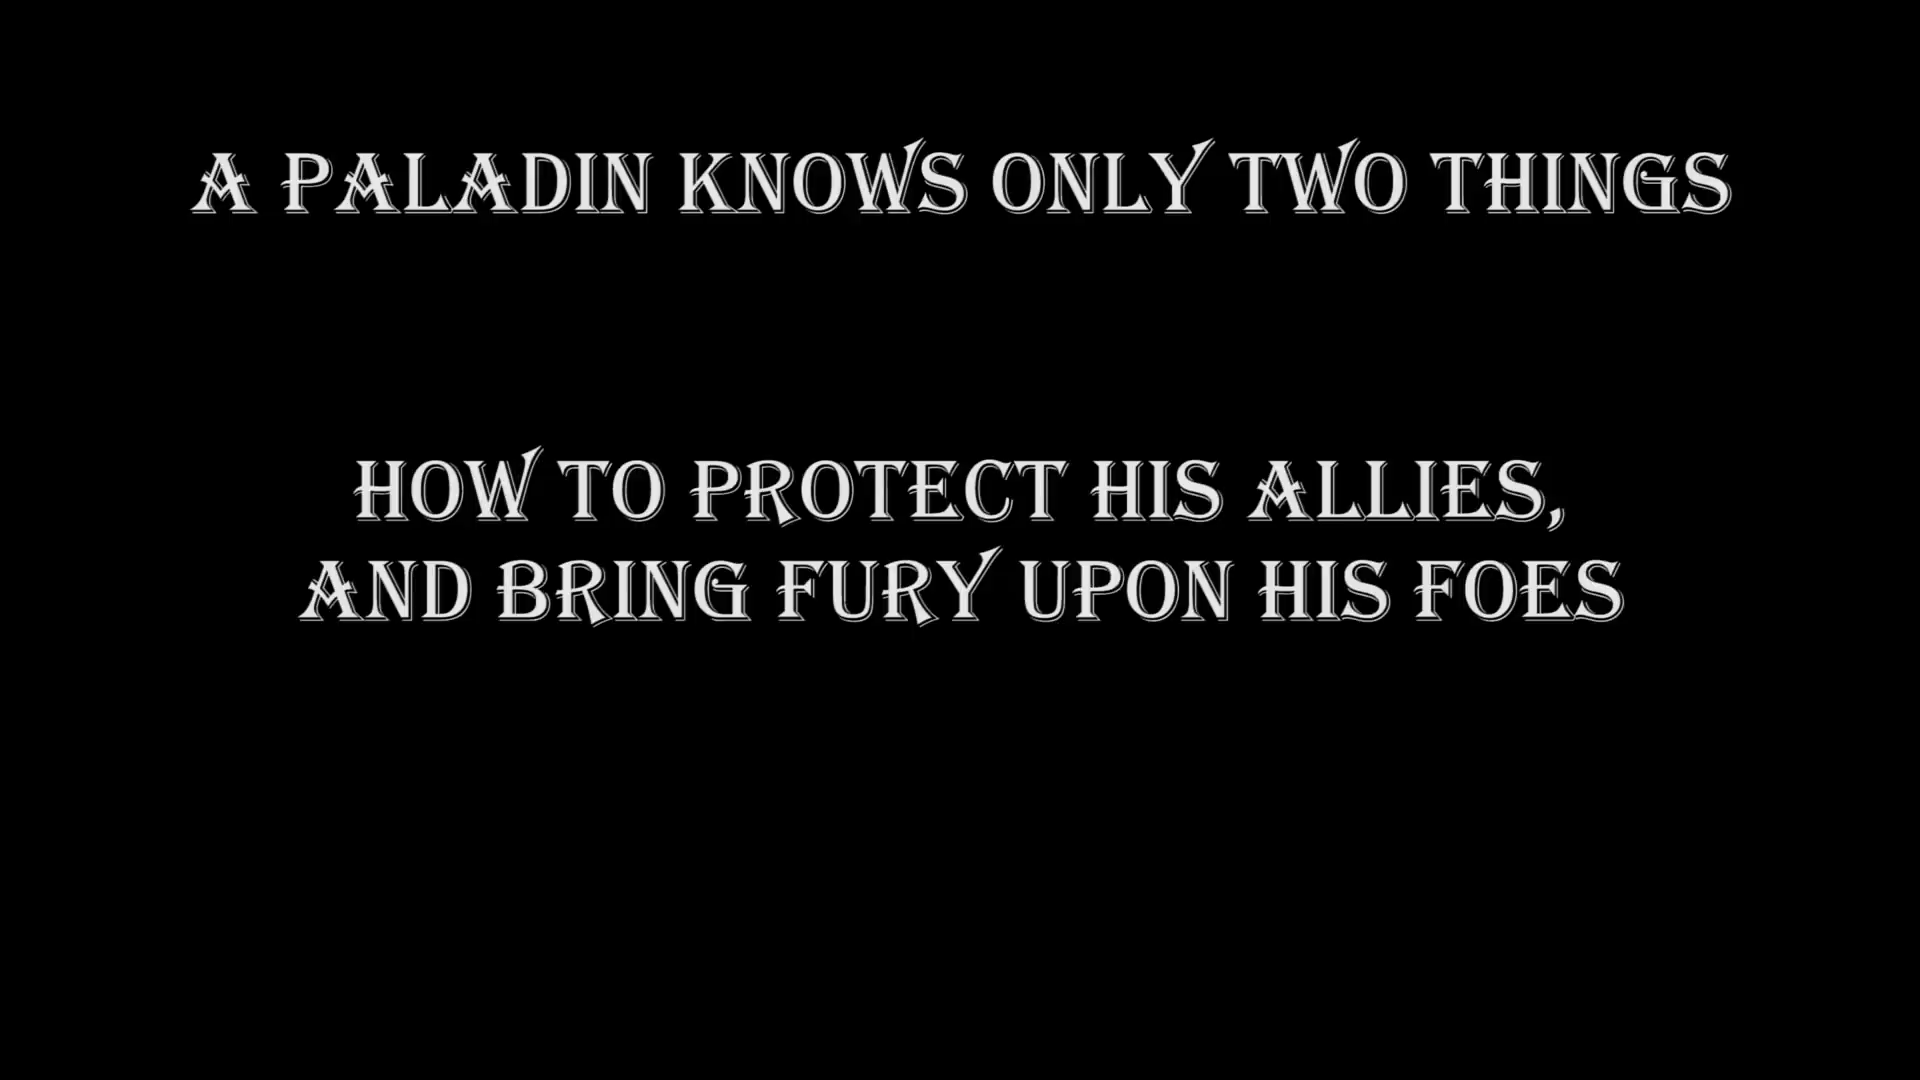 A PALADIN KNOWS ONLY TWO THINGS
HOW TO PROTECT HIS ALLIES,
AND BRING FURY UPON HIS FOES